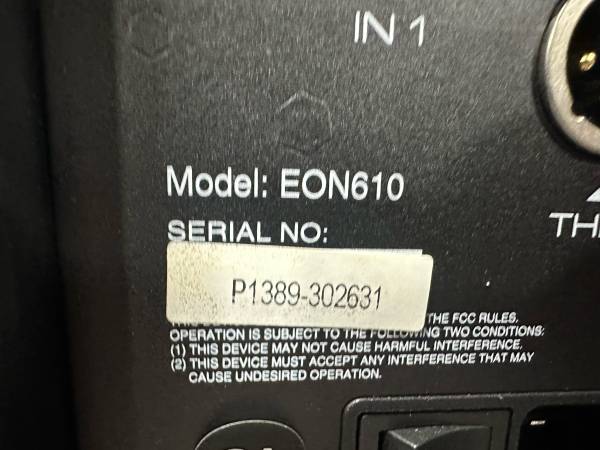 IN 1
Model: EON610
TH
SERIAL NO:
P1389-302631
THE FCC RULES.
OPERATION IS SUBJECT TO THE FOLLOWING TWO CONDITIONS:
(1) THIS DEVICE MAY NOT CAUSE HARMFUL INTERFERENCE.
(2) THIS DEVICE MUST ACCEPT ANY INTERFERENCE THAT MAY
CAUSE UNDESIRED OPERATION.